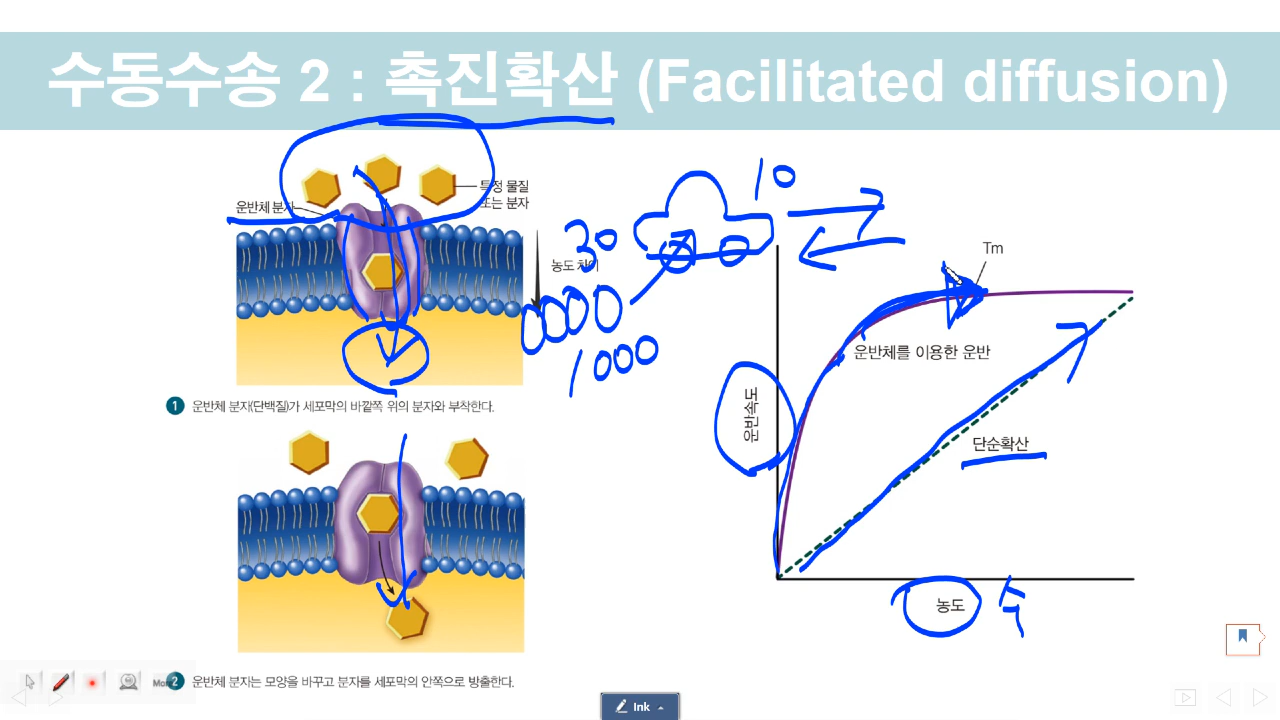 수동수송 2 : 촉진확산 (Facilitated diffusion)
특정 물질
또는 분자
운반체 분자
농도 차이
10
30
1000
Tm
운반체를 이용한 운반
운반속도
단순확산
농도
1 운반체 분자(단백질)가 세포막의 바깥쪽 위의 분자와 부착한다.
2 운반체 분자는 모양을 바꾸고 분자를 세포막의 안쪽으로 방출한다.
Ink